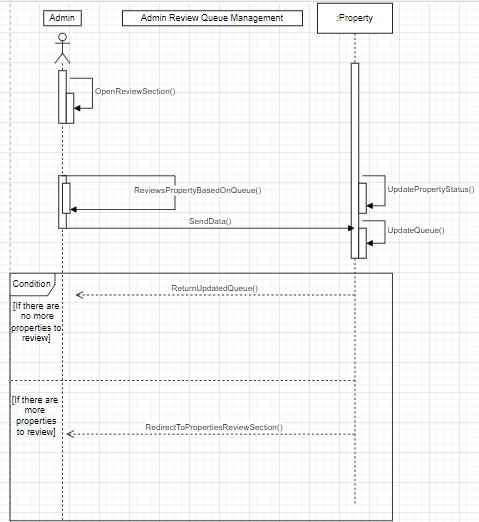 Admin
Admin Review Queue Management
:Property
OpenReviewSection()
ReviewsPropertyBasedOnQueue()
UpdatePropertyStatus()
SendData()
UpdateQueue()
Condition
ReturnUpdatedQueue()
[If there are
no more
properties to
review]
[If there are
more
properties
to review]
RedirectToPropertiesReviewSection()